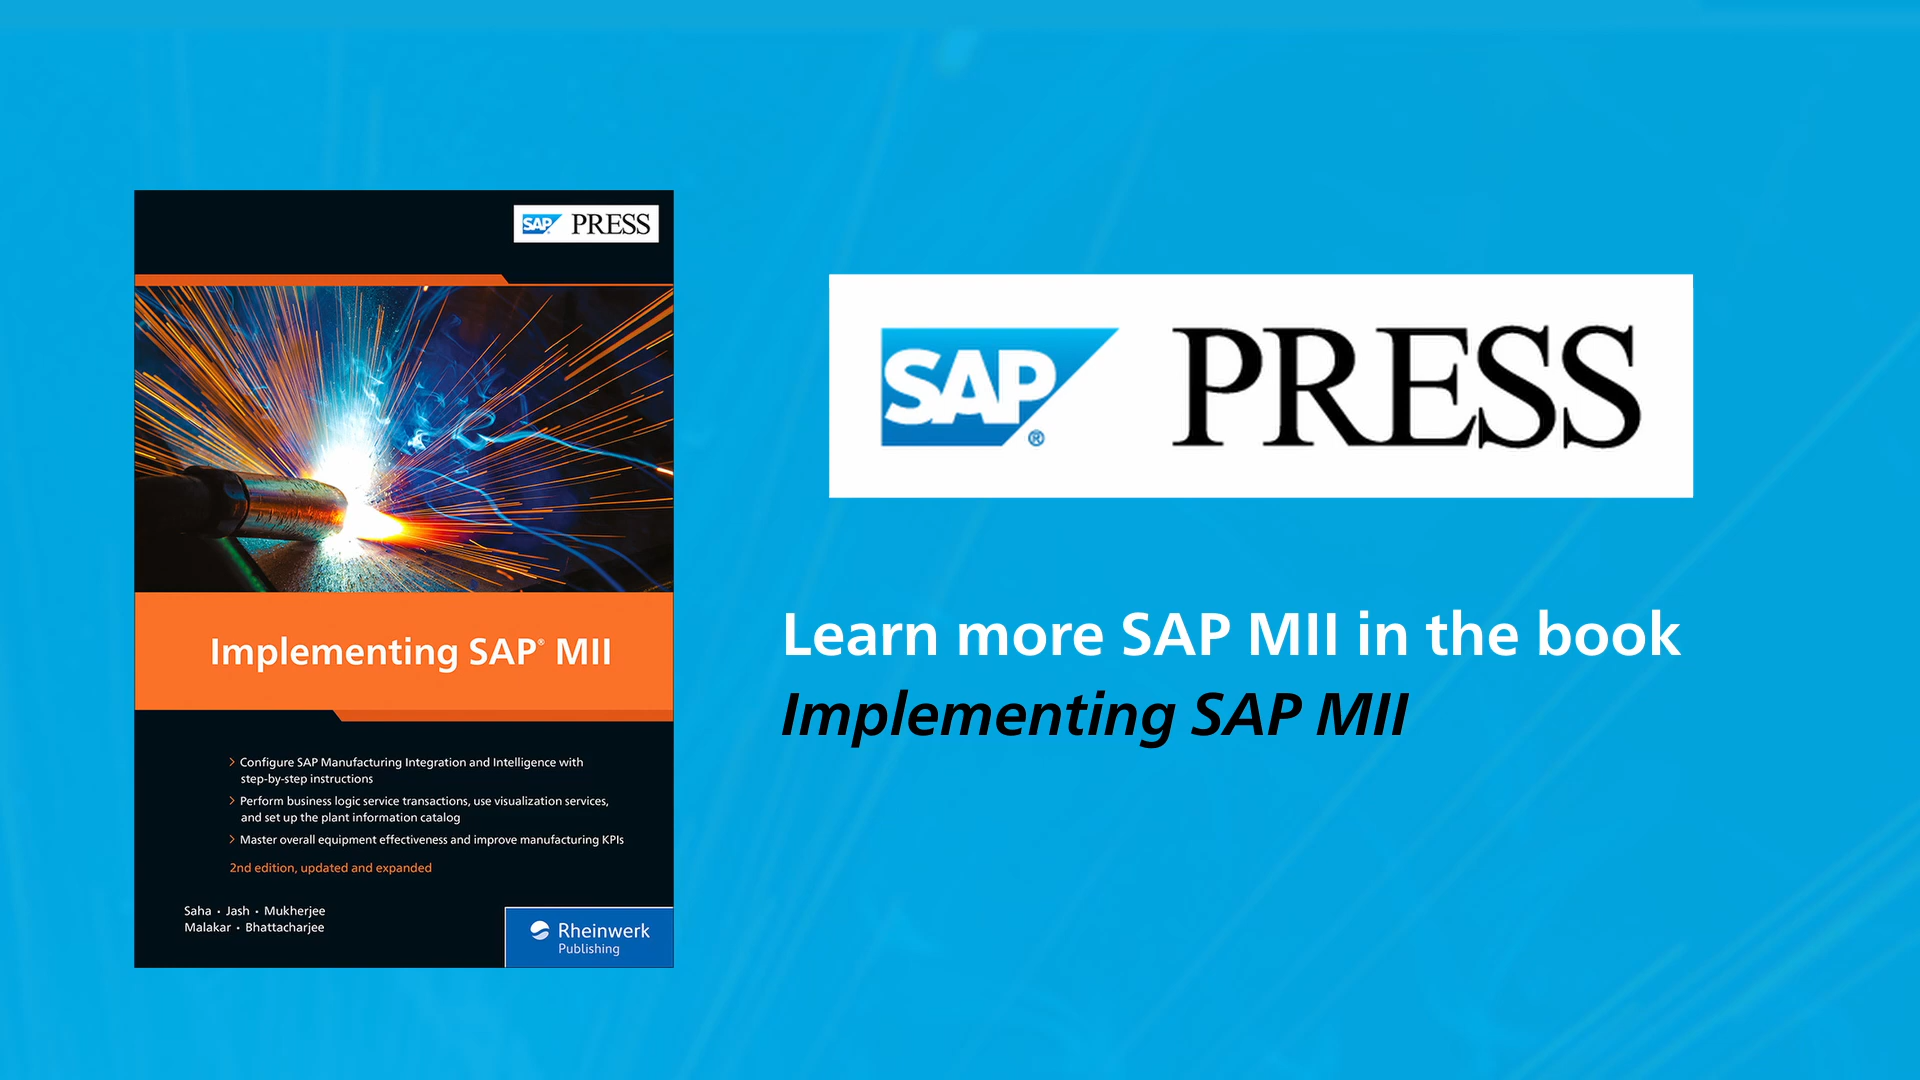 SAP PRESS
Implementing SAP® MII
> Configure SAP Manufacturing Integration and Intelligence with
step-by-step instructions
> Perform business logic service transactions, use visualization services,
and set up the plant information catalog
> Master overall equipment effectiveness and improve manufacturing KPIs
2nd edition, updated and expanded
Saha • Jash • Mukherjee
Malakar • Bhattacharjee
Rheinwerk
Publishing
SAP® PRESS
Learn more SAP MII in the book
Implementing SAP MII